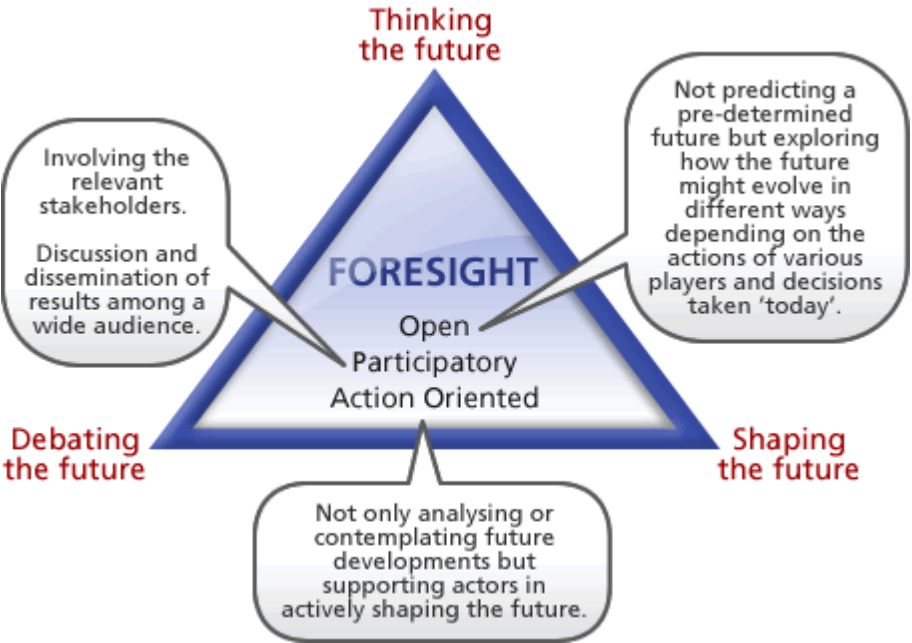 Thinking
the future
Not predicting a
pre-determined
future but exploring
how the future
might evolve in
different ways
depending on the
actions of various
players and decisions
taken ‘today’.
Involving the
relevant
stakeholders.
Discussion and
dissemination of
results among a
wide audience.
FORESIGHT
Open
Participatory
Action Oriented
Debating
the future
Shaping
the future
Not only analysing or
contemplating future
developments but
supporting actors in
actively shaping the future.